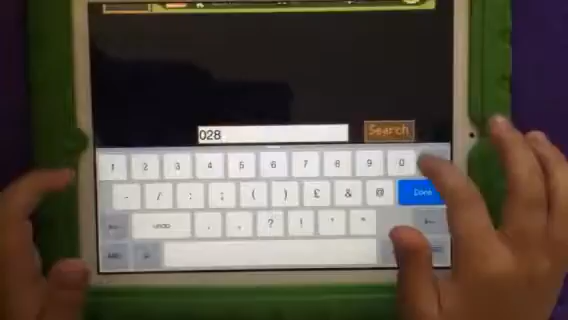 028
Search
1 2 3 4 5 6 7 8 9 0
- / : ; ( ) £ & @ Done
undo . , ? ! ' "
ABC